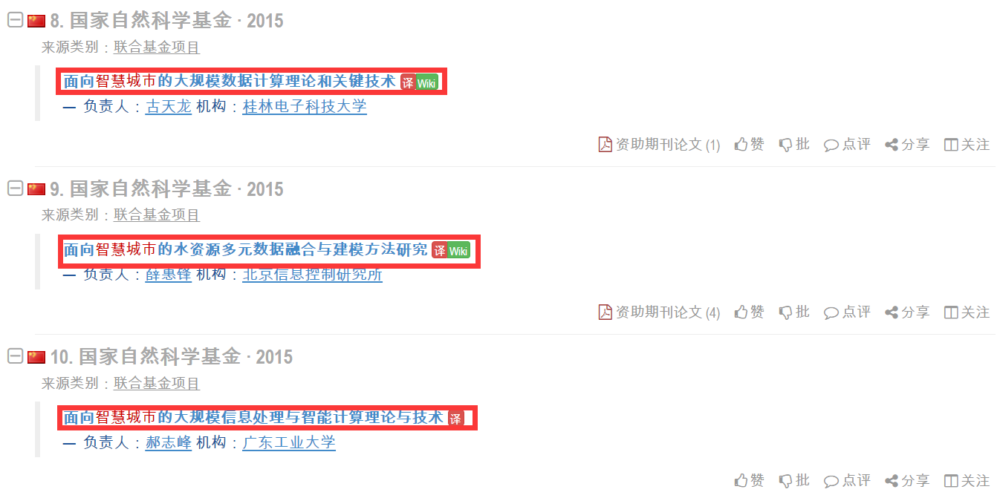 8. 国家自然科学基金 · 2015
来源类别：联合基金项目
面向智慧城市的大规模数据计算理论和关键技术 译 Wiki
— 负责人：古天龙 机构：桂林电子科技大学
资助期刊论文 (1) 赞 批 点评 分享 关注
9. 国家自然科学基金 · 2015
来源类别：联合基金项目
面向智慧城市的水资源多元数据融合与建模方法研究 译 Wiki
— 负责人：薛惠锋 机构：北京信息控制研究所
资助期刊论文 (4) 赞 批 点评 分享 关注
10. 国家自然科学基金 · 2015
来源类别：联合基金项目
面向智慧城市的大规模信息处理与智能计算理论与技术 译
— 负责人：郝志峰 机构：广东工业大学
赞 批 点评 分享 关注